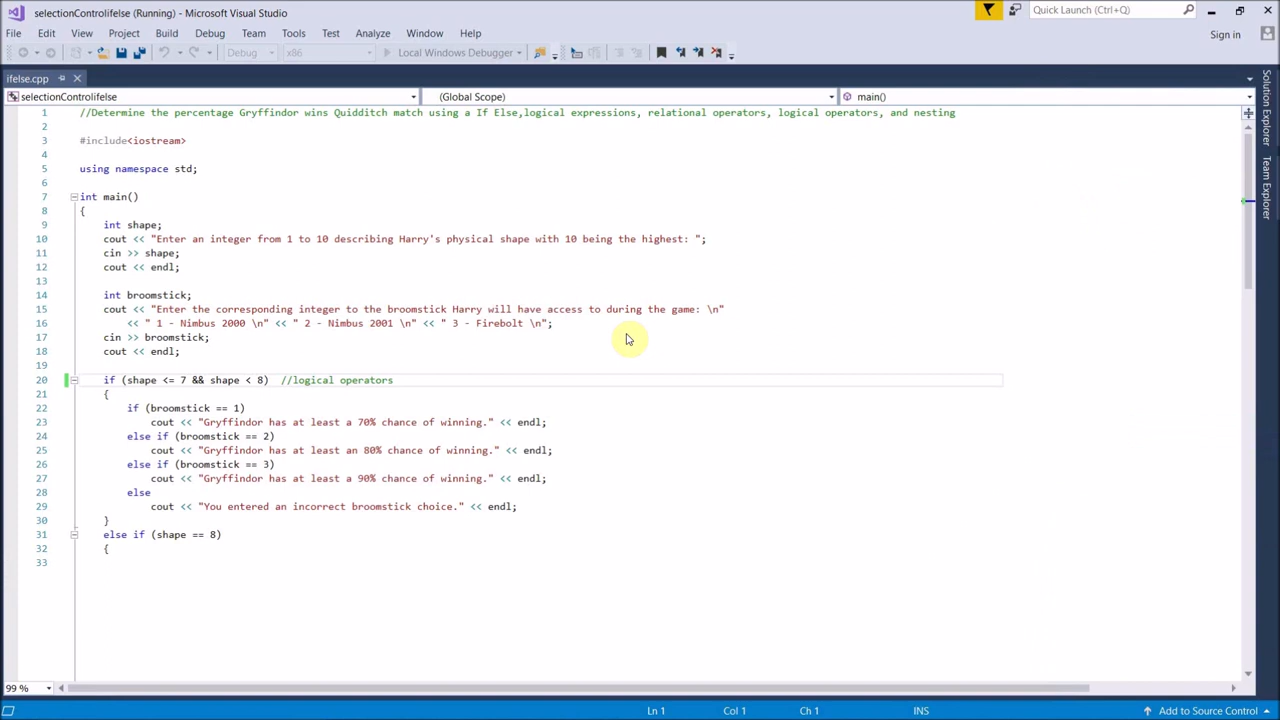 selectionControlifelse (Running) - Microsoft Visual Studio
Quick Launch (Ctrl+Q)
File Edit View Project Build Debug Team Tools Test Analyze Window Help
Sign in
Debug x86 Local Windows Debugger
ifelse.cpp
selectionControlifelse (Global Scope) main()
1 //Determine the percentage Gryffindor wins Quidditch match using a If Else,logical expressions, relational operators, logical operators, and nesting
2
3 #include<iostream>
4
5 using namespace std;
6
7 int main()
8 {
9 int shape;
10 cout << "Enter an integer from 1 to 10 describing Harry's physical shape with 10 being the highest: ";
11 cin >> shape;
12 cout << endl;
13
14 int broomstick;
15 cout << "Enter the corresponding integer to the broomstick Harry will have access to during the game: \n"
16 << " 1 - Nimbus 2000 \n" << " 2 - Nimbus 2001 \n" << " 3 - Firebolt \n";
17 cin >> broomstick;
18 cout << endl;
19
20 if (shape <= 7 && shape < 8) //logical operators
21 {
22 if (broomstick == 1)
23 cout << "Gryffindor has at least a 70% chance of winning." << endl;
24 else if (broomstick == 2)
25 cout << "Gryffindor has at least an 80% chance of winning." << endl;
26 else if (broomstick == 3)
27 cout << "Gryffindor has at least a 90% chance of winning." << endl;
28 else
29 cout << "You entered an incorrect broomstick choice." << endl;
30 }
31 else if (shape == 8)
32 {
33
Solution Explorer
Team Explorer
99 %
Ln 1 Col 1 Ch 1 INS Add to Source Control